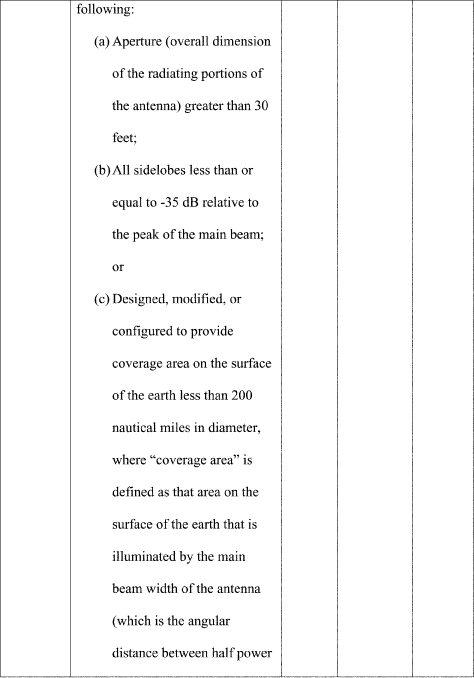 following:
(a) Aperture (overall dimension
of the radiating portions of
the antenna) greater than 30
feet;
(b) All sidelobes less than or
equal to -35 dB relative to
the peak of the main beam;
or
(c) Designed, modified, or
configured to provide
coverage area on the surface
of the earth less than 200
nautical miles in diameter,
where “coverage area” is
defined as that area on the
surface of the earth that is
illuminated by the main
beam width of the antenna
(which is the angular
distance between half power